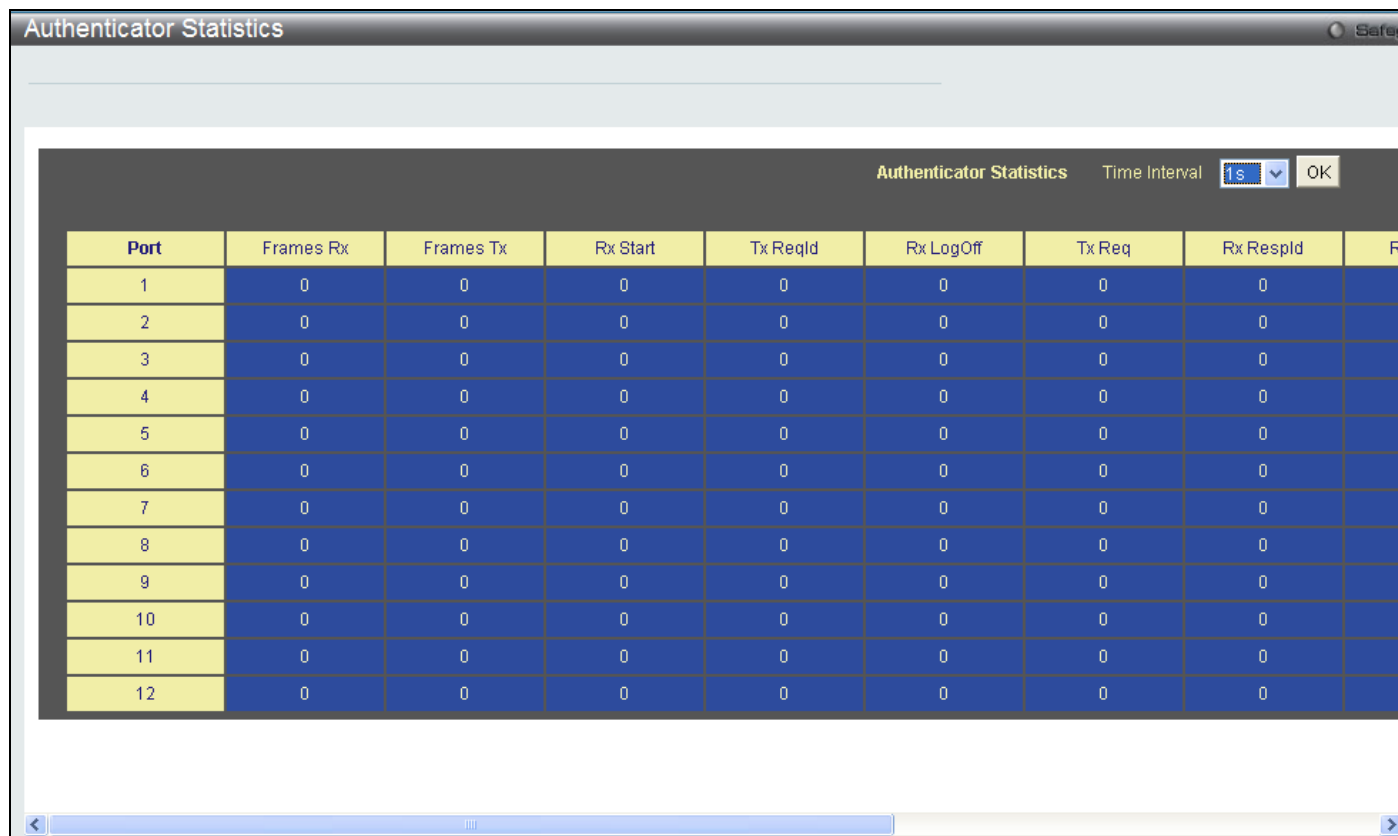 Authenticator Statistics
Authenticator Statistics Time Interval 1s OK
Port Frames Rx Frames Tx Rx Start Tx ReqId Rx LogOff Tx Req Rx RespId
1 0 0 0 0 0 0 0
2 0 0 0 0 0 0 0
3 0 0 0 0 0 0 0
4 0 0 0 0 0 0 0
5 0 0 0 0 0 0 0
6 0 0 0 0 0 0 0
7 0 0 0 0 0 0 0
8 0 0 0 0 0 0 0
9 0 0 0 0 0 0 0
10 0 0 0 0 0 0 0
11 0 0 0 0 0 0 0
12 0 0 0 0 0 0 0